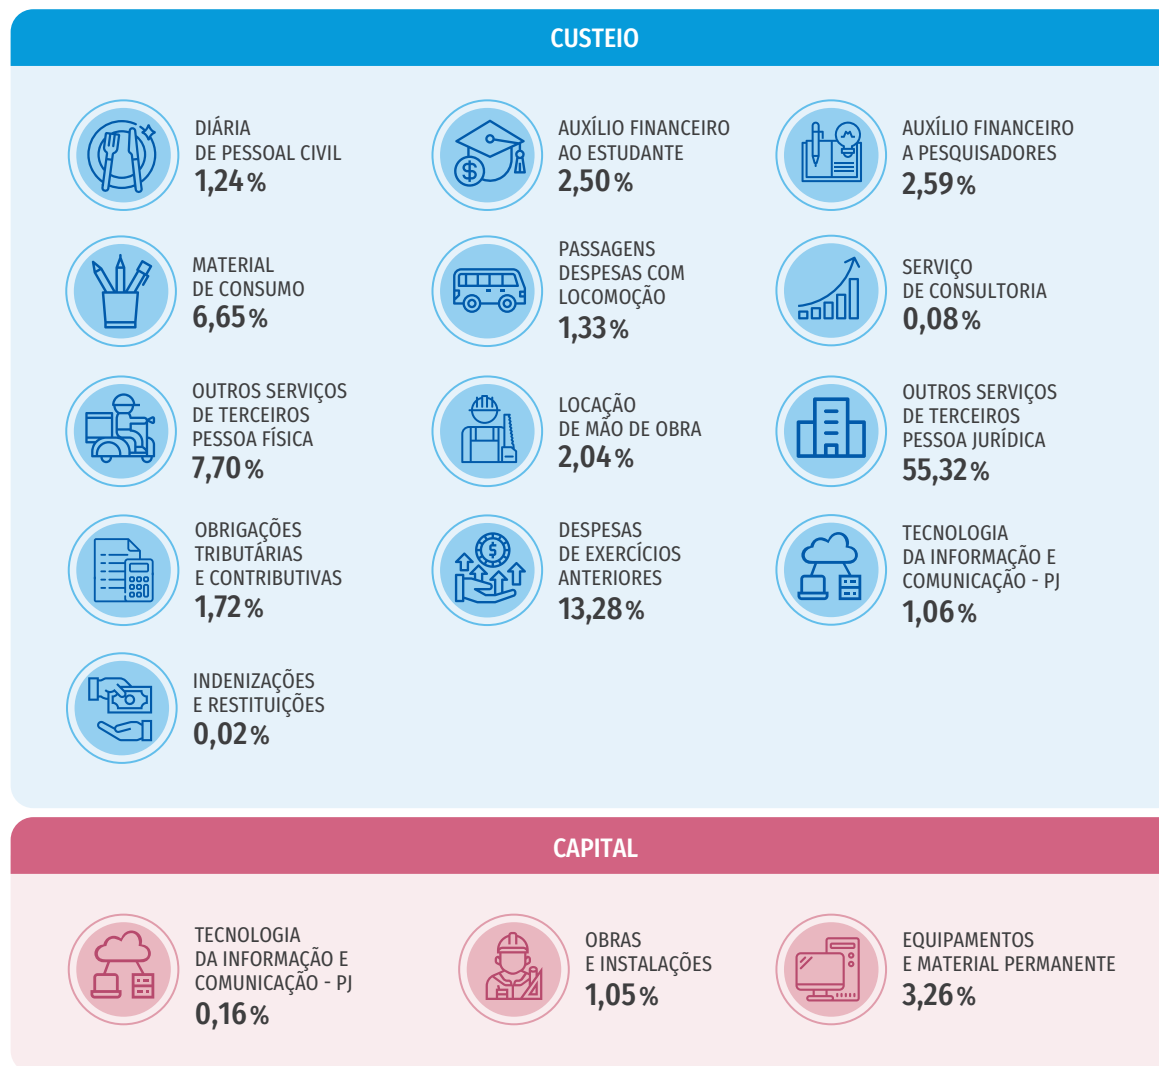 CUSTEIO
DIÁRIA
DE PESSOAL CIVIL
1,24%
AUXÍLIO FINANCEIRO
AO ESTUDANTE
2,50%
AUXÍLIO FINANCEIRO
A PESQUISADORES
2,59%
MATERIAL
DE CONSUMO
6,65%
PASSAGENS
DESPESAS COM
LOCOMOÇÃO
1,33%
SERVIÇO
DE CONSULTORIA
0,08%
OUTROS SERVIÇOS
DE TERCEIROS
PESSOA FÍSICA
7,70%
LOCAÇÃO
DE MÃO DE OBRA
2,04%
OUTROS SERVIÇOS
DE TERCEIROS
PESSOA JURÍDICA
55,32%
OBRIGAÇÕES
TRIBUTÁRIAS
E CONTRIBUTIVAS
1,72%
DESPESAS
DE EXERCÍCIOS
ANTERIORES
13,28%
TECNOLOGIA
DA INFORMAÇÃO E
COMUNICAÇÃO - PJ
1,06%
INDENIZAÇÕES
E RESTITUIÇÕES
0,02%
CAPITAL
TECNOLOGIA
DA INFORMAÇÃO E
COMUNICAÇÃO - PJ
0,16%
OBRAS
E INSTALAÇÕES
1,05%
EQUIPAMENTOS
E MATERIAL PERMANENTE
3,26%